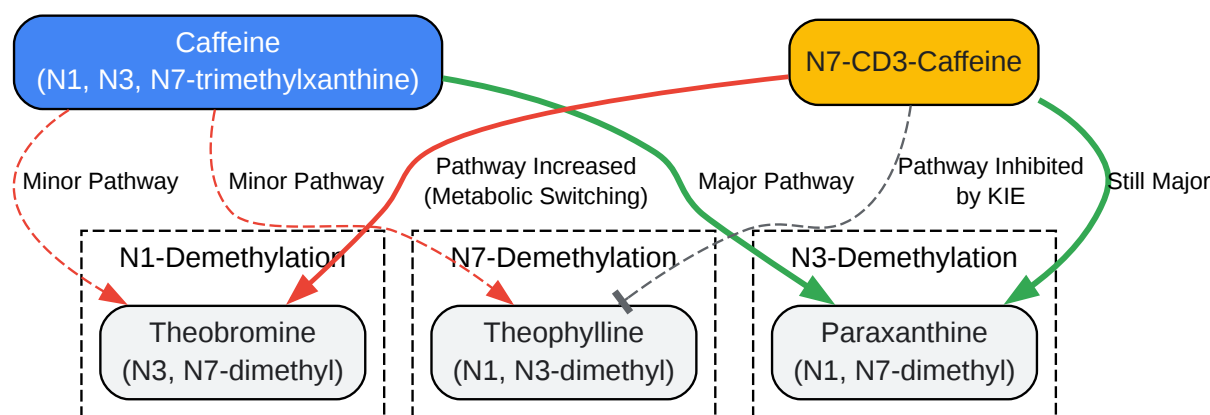 Caffeine
(N1, N3, N7-trimethylxanthine)
N7-CD3-Caffeine
Minor Pathway
Minor Pathway
Pathway Increased
(Metabolic Switching)
Major Pathway
Pathway Inhibited
by KIE
Still Major
N1-Demethylation
N7-Demethylation
N3-Demethylation
Theobromine
(N3, N7-dimethyl)
Theophylline
(N1, N3-dimethyl)
Paraxanthine
(N1, N7-dimethyl)